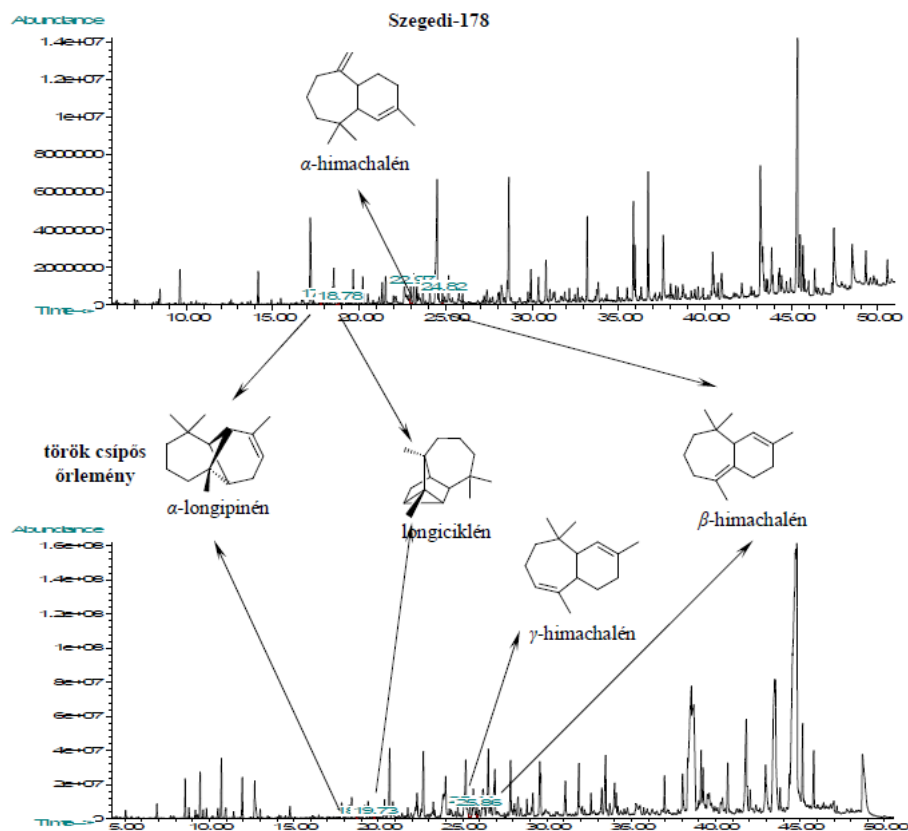 Abundance
Szegedi-178
1.4e+07
1.2e+07
1e+07
8000000
6000000
4000000
2000000
0
α-himachalén
18.78
24.82
Time-->
10.00 15.00 20.00 25.00 30.00 35.00 40.00 45.00 50.00
török csípős
őrlemény
α-longipinén
longiciklén
β-himachalén
γ-himachalén
Abundance
1.6e+08
1.4e+08
1.2e+08
1e+08
8e+07
6e+07
4e+07
2e+07
0
19.73
25.86
Time-->
5.00 10.00 15.00 20.00 25.00 30.00 35.00 40.00 45.00 50.00